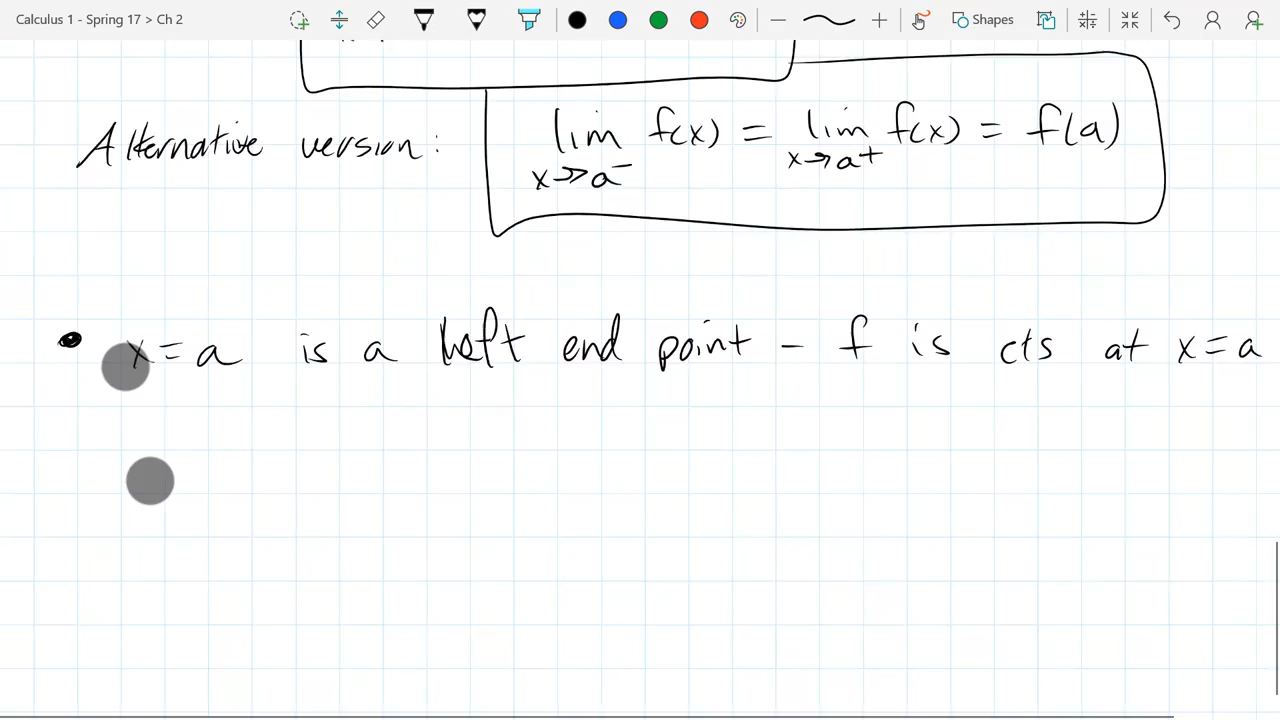 Calculus 1 - Spring 17 > Ch 2
Shapes
Alternative version: lim x→a⁻ f(x) = lim x→a⁺ f(x) = f(a)
• x = a is a left end point – f is cts at x = a